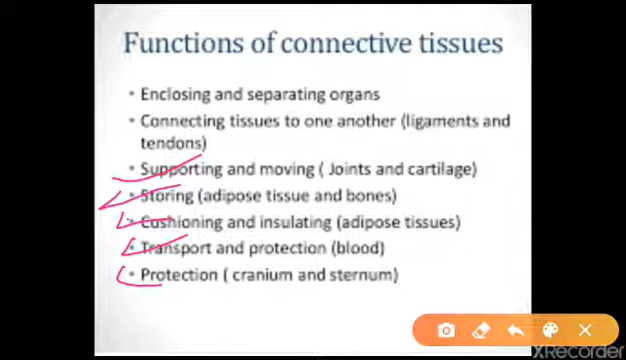 Functions of connective tissues
• Enclosing and separating organs
• Connecting tissues to one another (ligaments and
tendons)
• Supporting and moving ( Joints and cartilage)
• Storing (adipose tissue and bones)
• Cushioning and insulating (adipose tissues)
• Transport and protection (blood)
• Protection ( cranium and sternum)
XRecorder